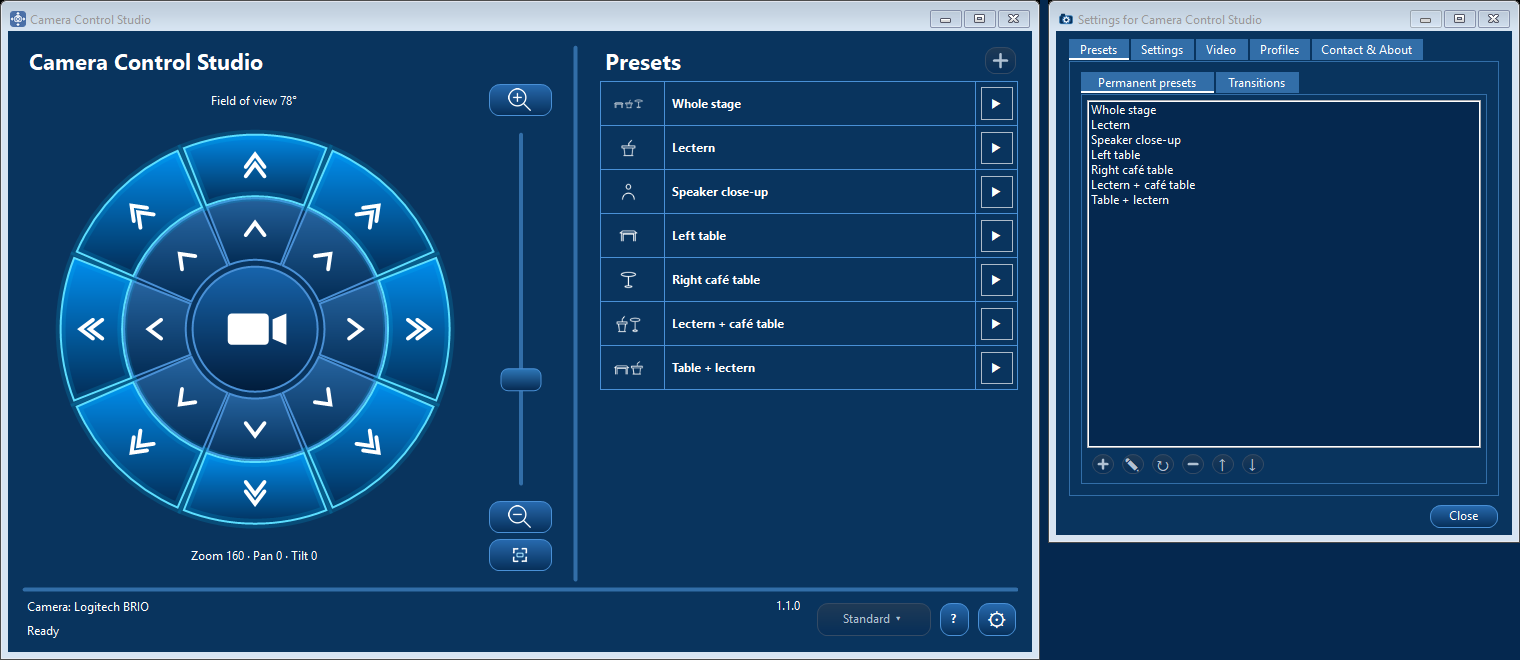 Camera Control Studio
Camera Control Studio
Field of view 78°
Zoom 160 · Pan 0 · Tilt 0
Presets
Whole stage
Lectern
Speaker close-up
Left table
Right café table
Lectern + café table
Table + lectern
Camera: Logitech BRIO
Ready
1.1.0
Standard
?
Settings for Camera Control Studio
Presets Settings Video Profiles Contact & About
Permanent presets Transitions
Whole stage
Lectern
Speaker close-up
Left table
Right café table
Lectern + café table
Table + lectern
Close